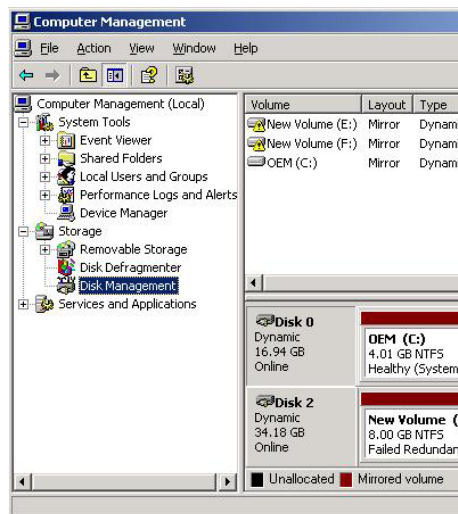 Computer Management
File Action View Window Help
Computer Management (Local)
System Tools
Event Viewer
Shared Folders
Local Users and Groups
Performance Logs and Alerts
Device Manager
Storage
Removable Storage
Disk Defragmenter
Disk Management
Services and Applications
Volume Layout Type
New Volume (E:) Mirror Dynam
New Volume (F:) Mirror Dynam
OEM (C:) Mirror Dynam
Disk 0
Dynamic
16.94 GB
Online
OEM (C:)
4.01 GB NTFS
Healthy (System
Disk 2
Dynamic
34.18 GB
Online
New Volume (
8.00 GB NTFS
Failed Redundan
Unallocated Mirrored volume